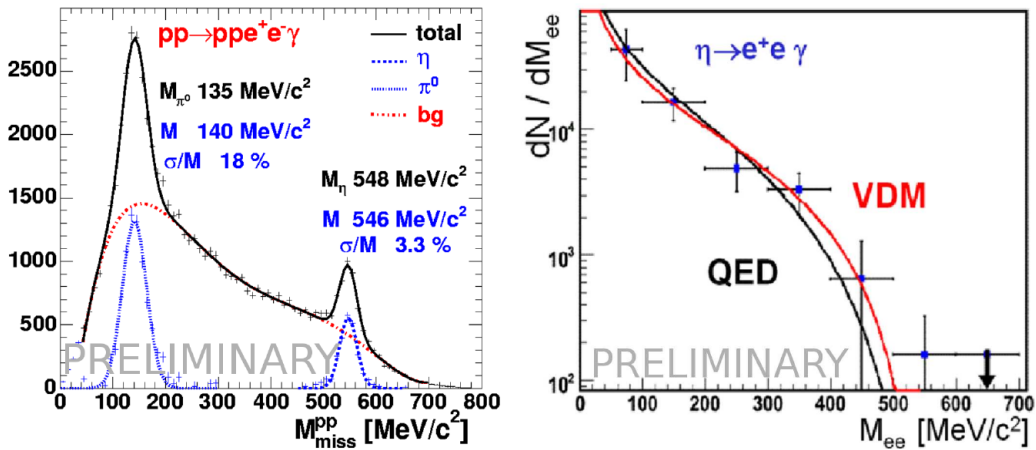 pp→ppe⁺e⁻γ
total
η
π⁰
bg
M_π⁰ 135 MeV/c²
M 140 MeV/c²
σ/M 18 %
M_η 548 MeV/c²
M 546 MeV/c²
σ/M 3.3 %
2500
2000
1500
1000
500
0
PRELIMINARY
0 100 200 300 400 500 600 700 800
M^pp_miss [MeV/c²]
η→e⁺e γ
dN / dM_ee
10⁴
10³
10²
VDM
QED
PRELIMINARY
0 100 200 300 400 500 600 700
M_ee [MeV/c²]